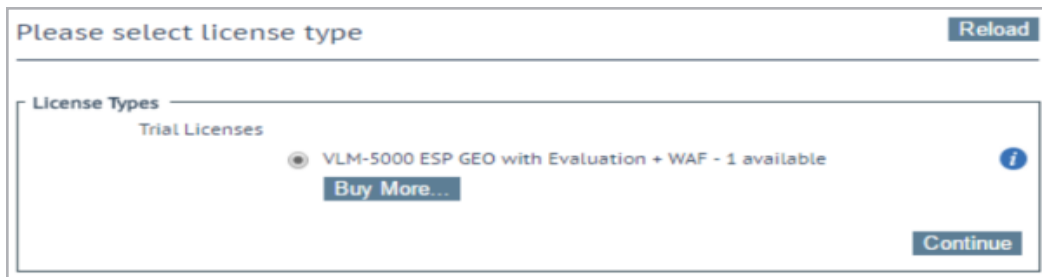 Please select license type
Reload
License Types
Trial Licenses
VLM-5000 ESP GEO with Evaluation + WAF - 1 available
i
Buy More...
Continue